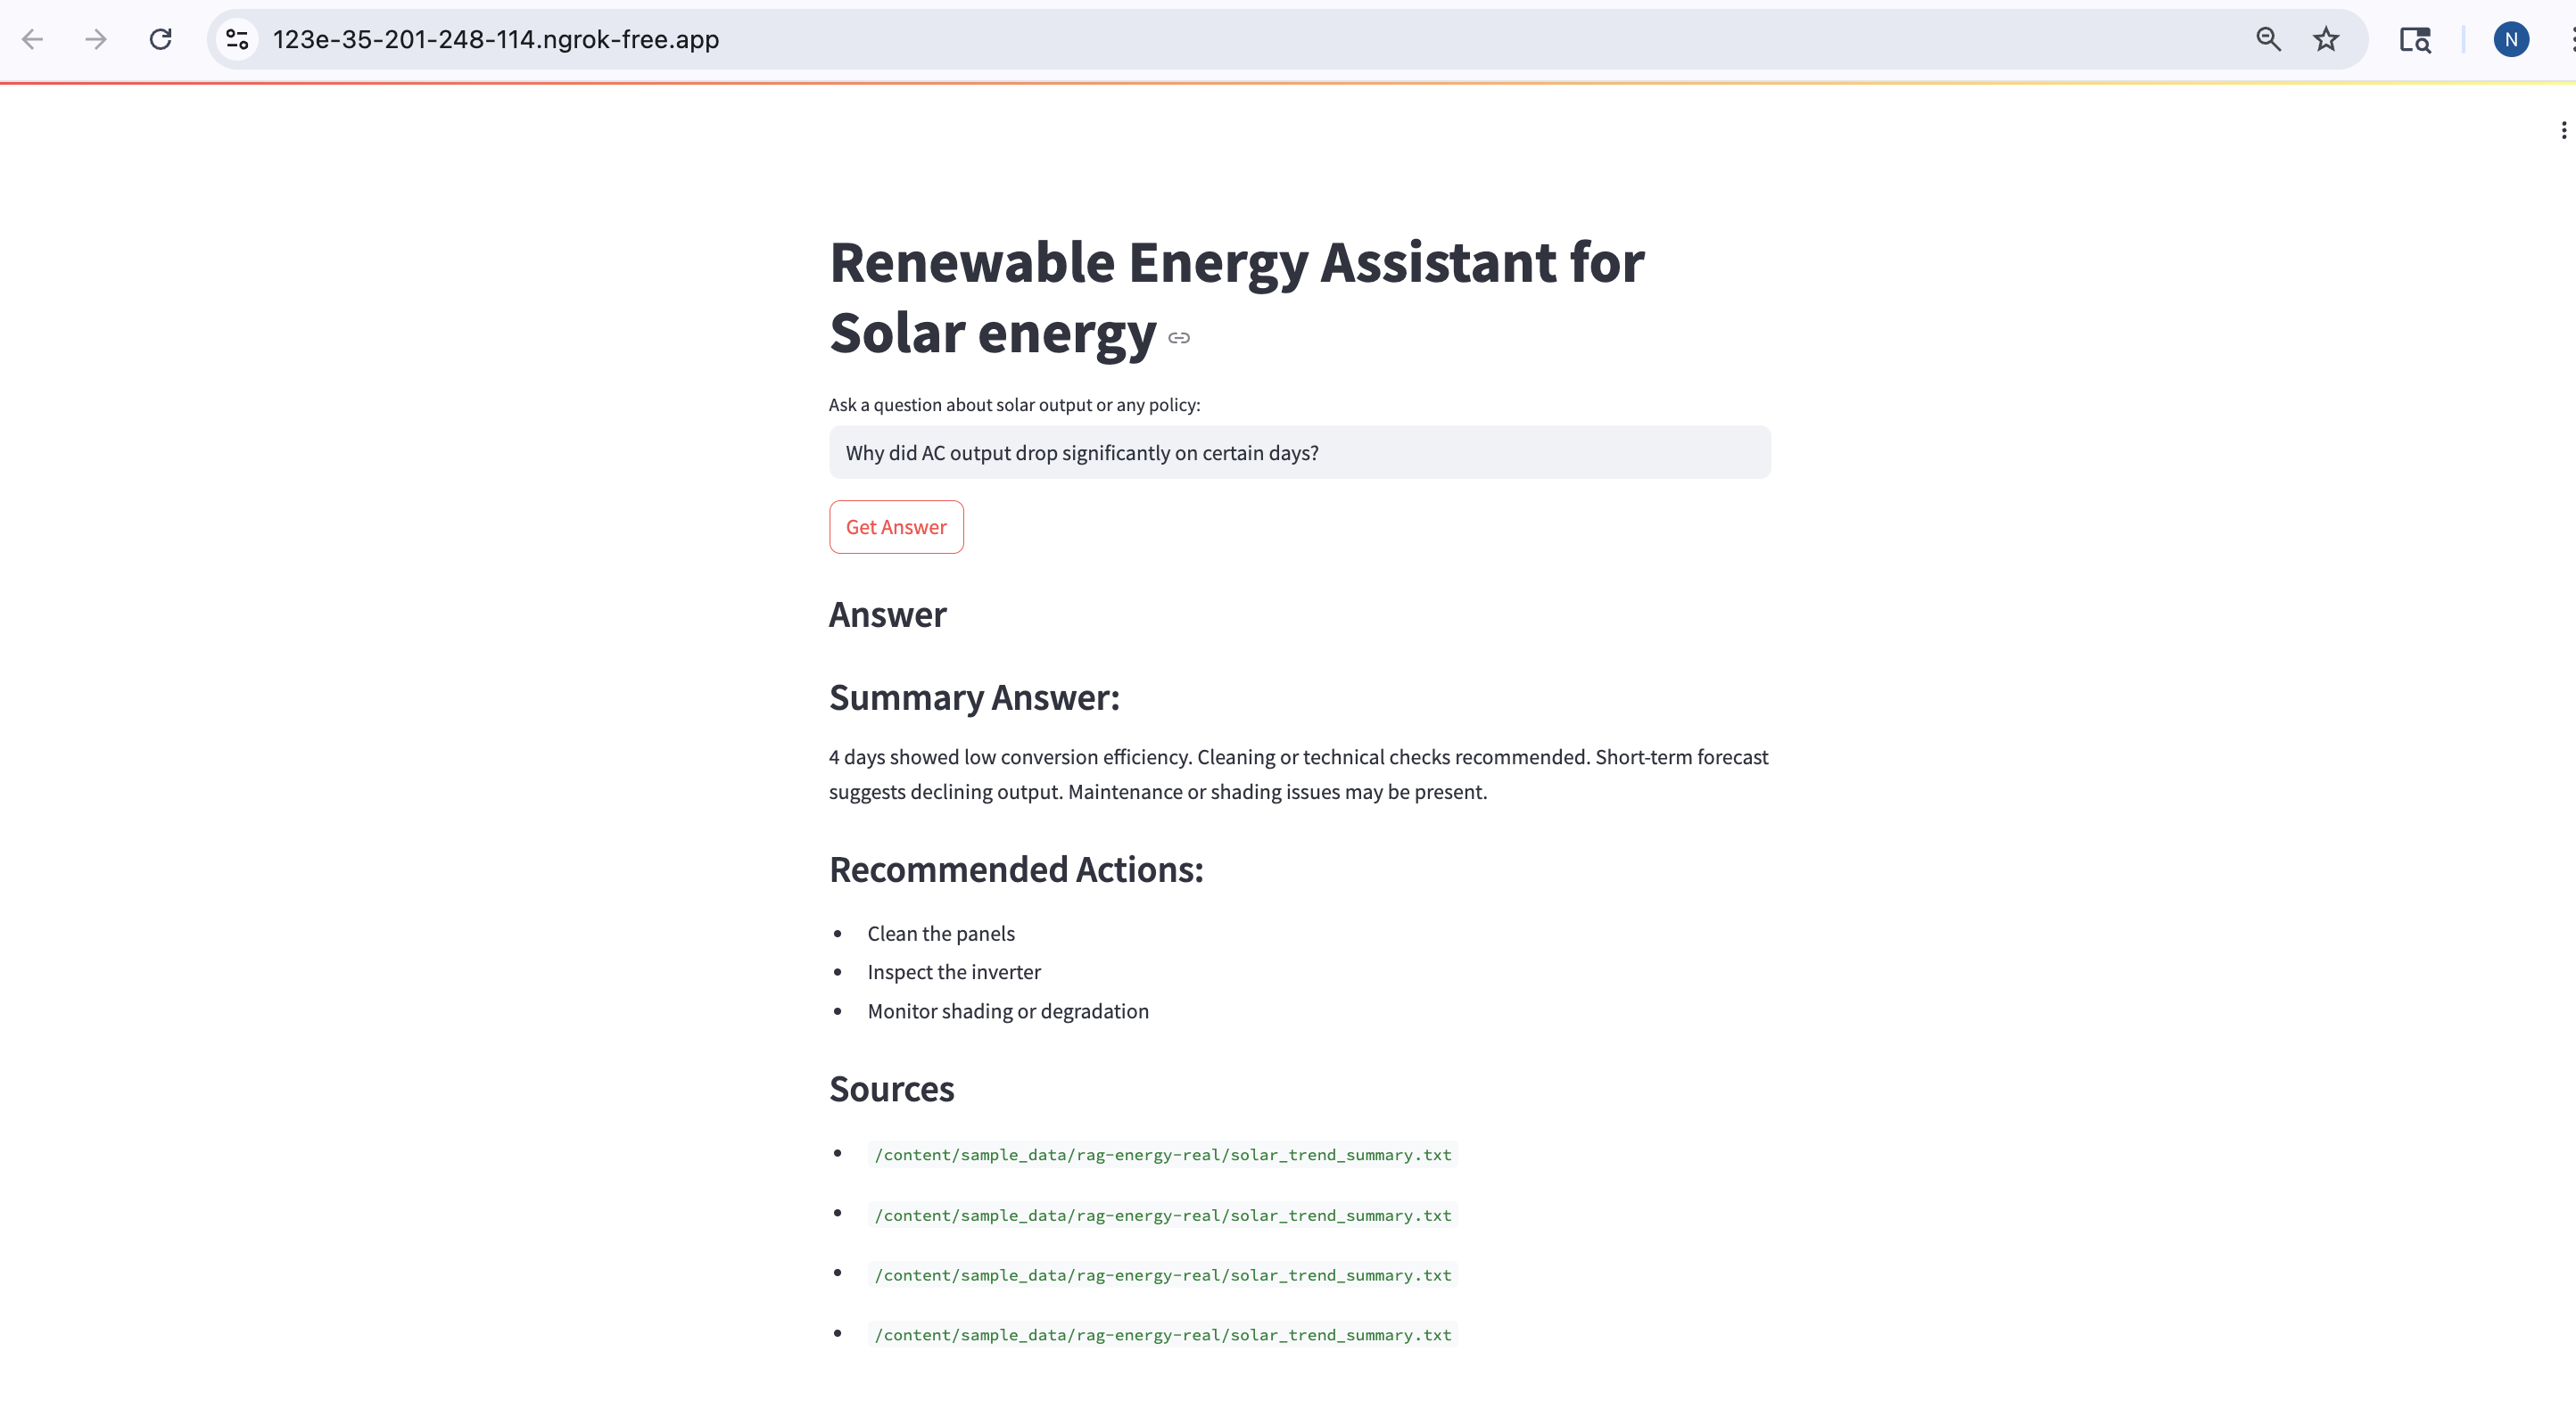 123e-35-201-248-114.ngrok-free.app
N
Renewable Energy Assistant for
Solar energy
Ask a question about solar output or any policy:
Why did AC output drop significantly on certain days?
Get Answer
Answer
Summary Answer:
4 days showed low conversion efficiency. Cleaning or technical checks recommended. Short-term forecast
suggests declining output. Maintenance or shading issues may be present.
Recommended Actions:
• Clean the panels
• Inspect the inverter
• Monitor shading or degradation
Sources
• /content/sample_data/rag-energy-real/solar_trend_summary.txt
• /content/sample_data/rag-energy-real/solar_trend_summary.txt
• /content/sample_data/rag-energy-real/solar_trend_summary.txt
• /content/sample_data/rag-energy-real/solar_trend_summary.txt